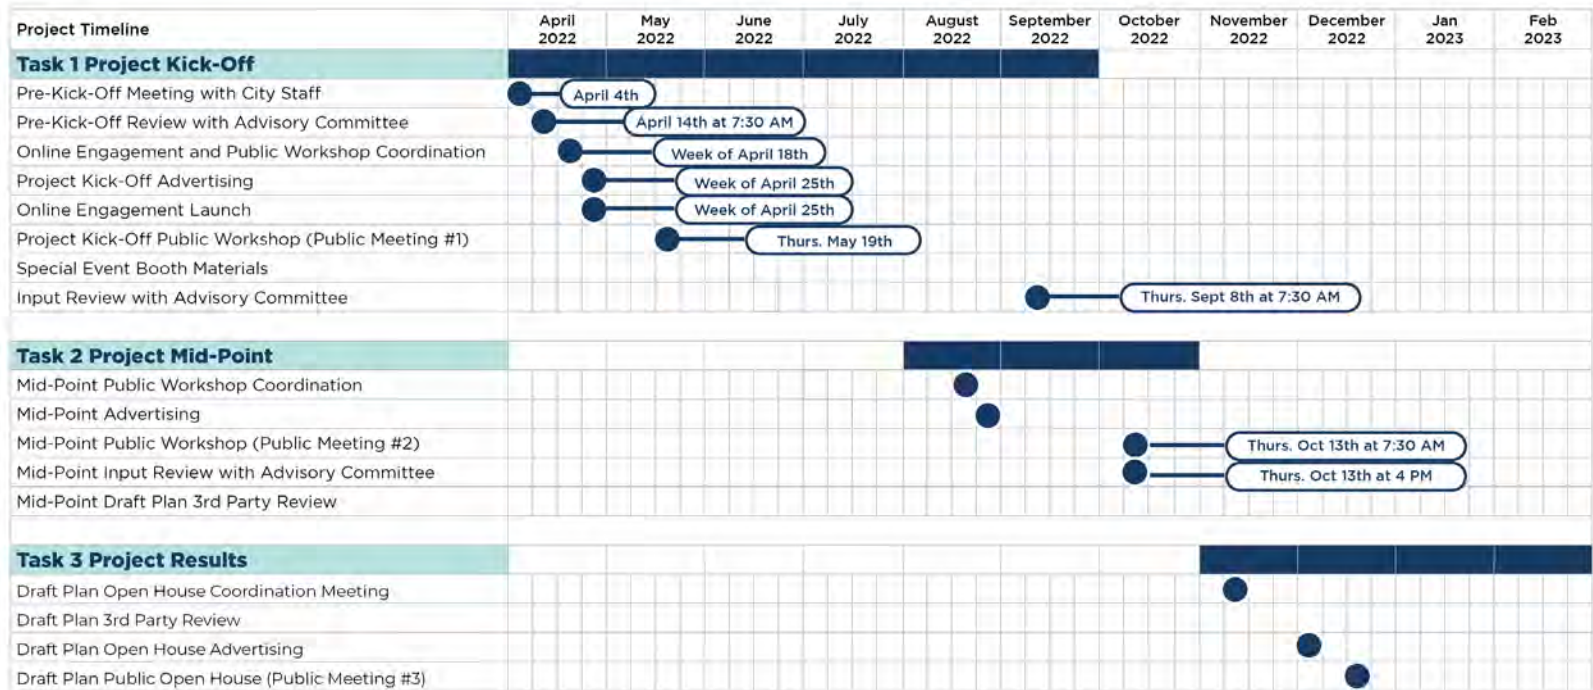 Project Timeline
April 2022
May 2022
June 2022
July 2022
August 2022
September 2022
October 2022
November 2022
December 2022
Jan 2023
Feb 2023
Task 1 Project Kick-Off
Pre-Kick-Off Meeting with City Staff
April 4th
Pre-Kick-Off Review with Advisory Committee
April 14th at 7:30 AM
Online Engagement and Public Workshop Coordination
Week of April 18th
Project Kick-Off Advertising
Week of April 25th
Online Engagement Launch
Week of April 25th
Project Kick-Off Public Workshop (Public Meeting #1)
Thurs. May 19th
Special Event Booth Materials
Input Review with Advisory Committee
Thurs. Sept 8th at 7:30 AM
Task 2 Project Mid-Point
Mid-Point Public Workshop Coordination
Mid-Point Advertising
Mid-Point Public Workshop (Public Meeting #2)
Thurs. Oct 13th at 7:30 AM
Mid-Point Input Review with Advisory Committee
Thurs. Oct 13th at 4 PM
Mid-Point Draft Plan 3rd Party Review
Task 3 Project Results
Draft Plan Open House Coordination Meeting
Draft Plan 3rd Party Review
Draft Plan Open House Advertising
Draft Plan Public Open House (Public Meeting #3)